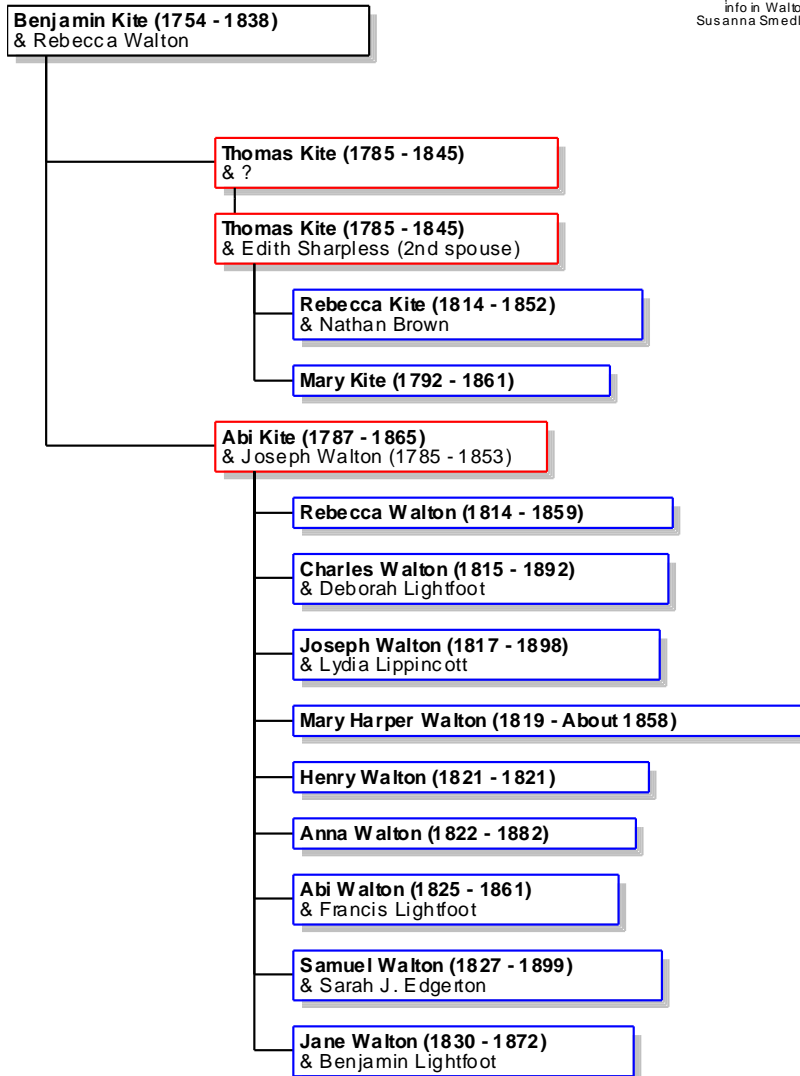 info in Walto
Susanna Smedl
Benjamin Kite (1754 - 1838)
& Rebecca Walton
Thomas Kite (1785 - 1845)
& ?
Thomas Kite (1785 - 1845)
& Edith Sharpless (2nd spouse)
Rebecca Kite (1814 - 1852)
& Nathan Brown
Mary Kite (1792 - 1861)
Abi Kite (1787 - 1865)
& Joseph Walton (1785 - 1853)
Rebecca Walton (1814 - 1859)
Charles Walton (1815 - 1892)
& Deborah Lightfoot
Joseph Walton (1817 - 1898)
& Lydia Lippincott
Mary Harper Walton (1819 - About 1858)
Henry Walton (1821 - 1821)
Anna Walton (1822 - 1882)
Abi Walton (1825 - 1861)
& Francis Lightfoot
Samuel Walton (1827 - 1899)
& Sarah J. Edgerton
Jane Walton (1830 - 1872)
& Benjamin Lightfoot